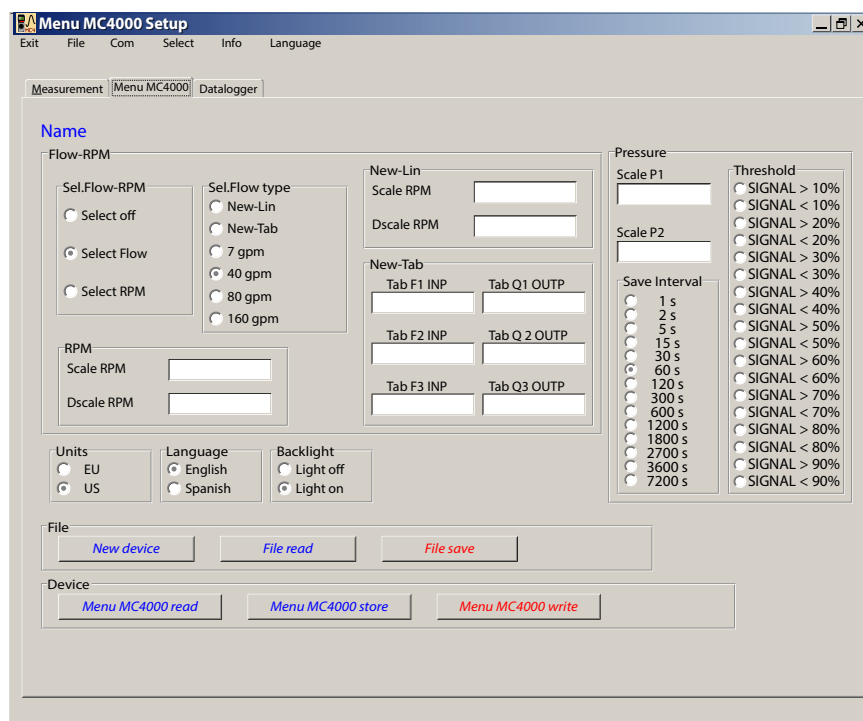 Menu MC4000 Setup
Exit File Com Select Info Language
Measurement Menu MC4000 Datalogger
Name
Flow-RPM
Sel.Flow-RPM
Select off
Select Flow
Select RPM
Sel.Flow type
New-Lin
New-Tab
7 gpm
40 gpm
80 gpm
160 gpm
RPM
Scale RPM
Dscale RPM
New-Lin
Scale RPM
Dscale RPM
New-Tab
Tab F1 INP Tab Q1 OUTP
Tab F2 INP Tab Q 2 OUTP
Tab F3 INP Tab Q3 OUTP
Pressure
Scale P1
Scale P2
Save Interval
1 s
2 s
5 s
15 s
30 s
60 s
120 s
300 s
600 s
1200 s
1800 s
2700 s
3600 s
7200 s
Threshold
SIGNAL > 10%
SIGNAL < 10%
SIGNAL > 20%
SIGNAL < 20%
SIGNAL > 30%
SIGNAL < 30%
SIGNAL > 40%
SIGNAL < 40%
SIGNAL > 50%
SIGNAL < 50%
SIGNAL > 60%
SIGNAL < 60%
SIGNAL > 70%
SIGNAL < 70%
SIGNAL > 80%
SIGNAL < 80%
SIGNAL > 90%
SIGNAL < 90%
Units
EU
US
Language
English
Spanish
Backlight
Light off
Light on
File
New device File read File save
Device
Menu MC4000 read Menu MC4000 store Menu MC4000 write